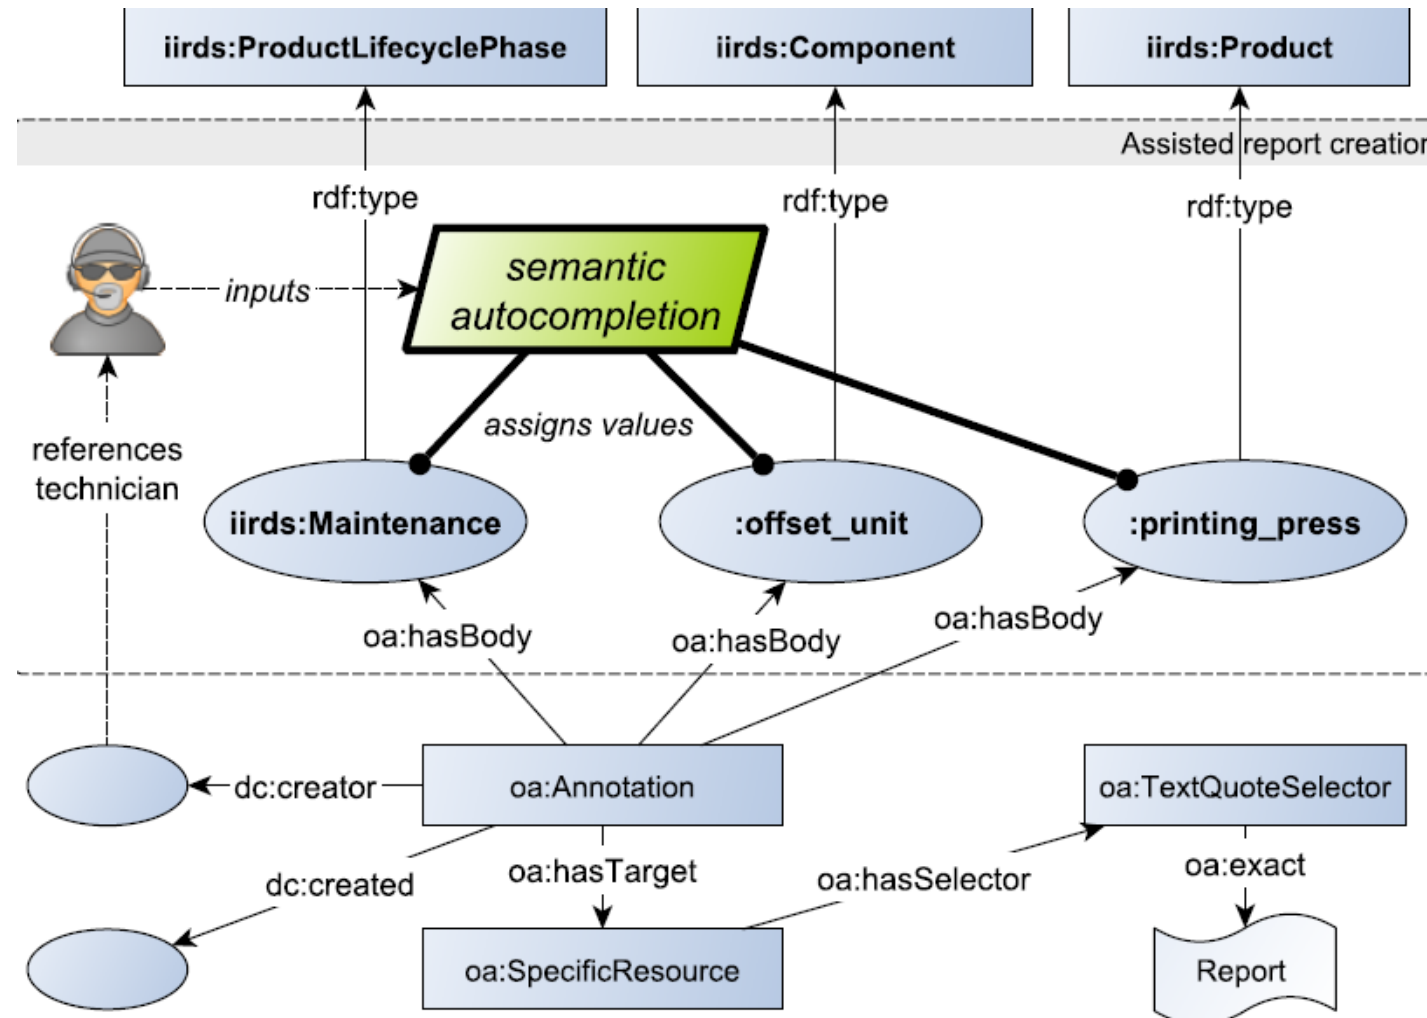 iirds:ProductLifecyclePhase
iirds:Component
iirds:Product
Assisted report creation
rdf:type
rdf:type
rdf:type
semantic
autocompletion
inputs
assigns values
references
technician
iirds:Maintenance
:offset_unit
:printing_press
oa:hasBody
oa:hasBody
oa:hasBody
dc:creator
oa:Annotation
oa:TextQuoteSelector
dc:created
oa:hasTarget
oa:hasSelector
oa:exact
oa:SpecificResource
Report